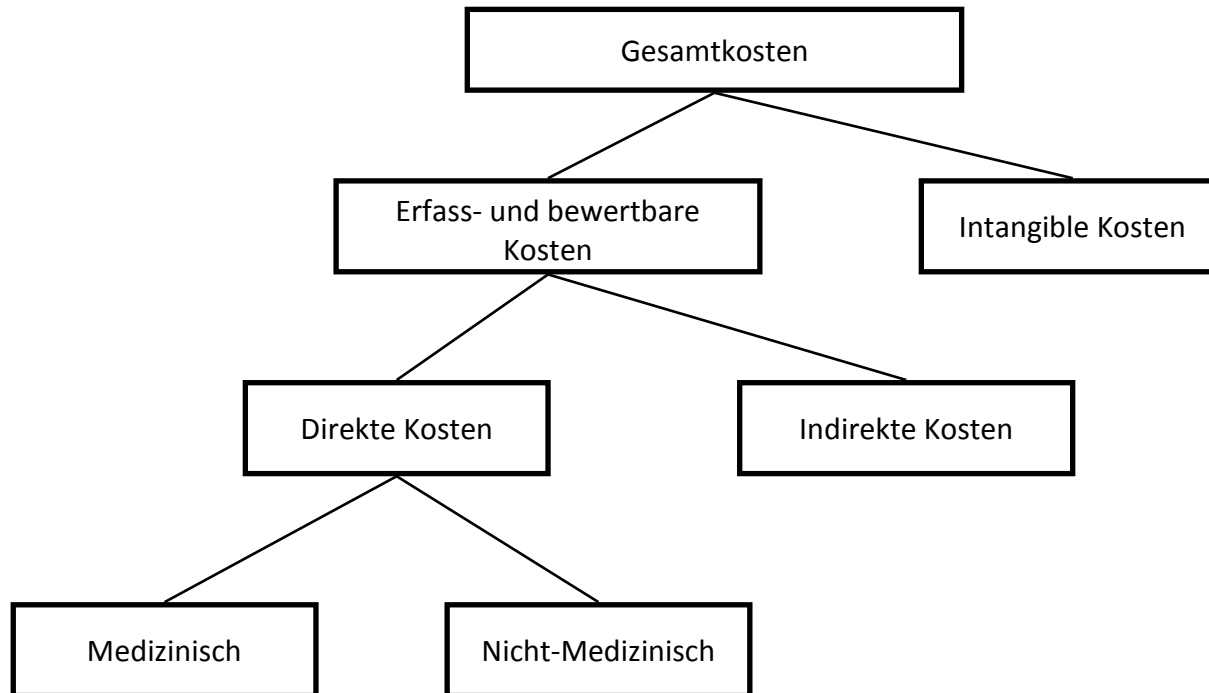 Gesamtkosten
Erfass- und bewertbare
Kosten
Intangible Kosten
Direkte Kosten
Indirekte Kosten
Medizinisch
Nicht-Medizinisch